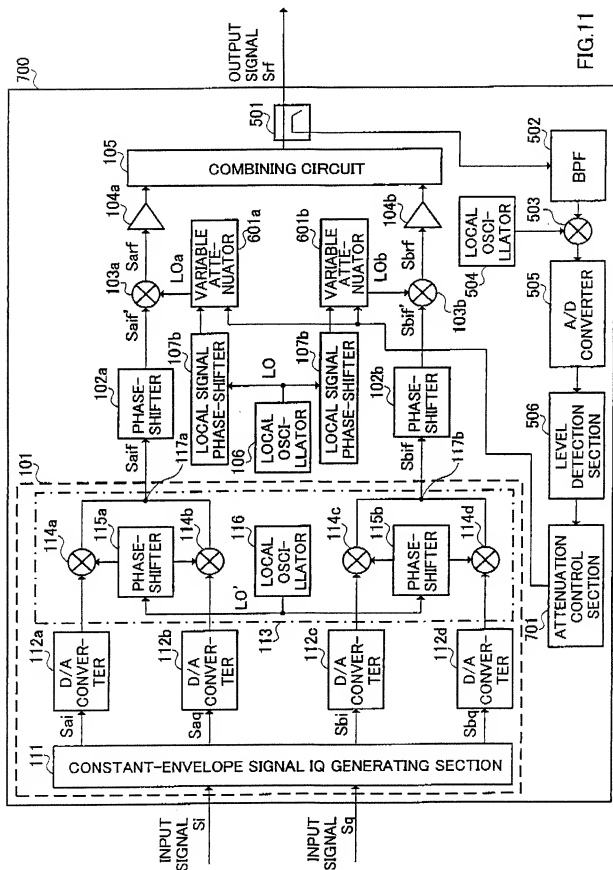 700
OUTPUT
SIGNAL
Srf
501
105
COMBINING CIRCUIT
104a
104b
Sarf
Sbrf
103a
103b
LOa
LOb
601a
VARIABLE
ATTE-
NUATOR
601b
VARIABLE
ATTE-
NUATOR
Saif'
Sbif'
107b
LOCAL SIGNAL
PHASE-SHIFTER
107b
LOCAL SIGNAL
PHASE-SHIFTER
LO
106
LOCAL
OSCI-
LLATOR
102a
PHASE-
SHIFTER
102b
PHASE-
SHIFTER
Saif
Sbif
117a
117b
101
114a
115a
PHASE-
SHIFTER
114b
116
LOCAL
OSCI-
LLATOR
LO'
113
114c
115b
PHASE-
SHIFTER
114d
112a
D/A
CONVER-
TER
112b
D/A
CONVER-
TER
112c
D/A
CONVER-
TER
112d
D/A
CONVER-
TER
Sai
Saq
Sbi
Sbq
111
CONSTANT-ENVELOPE SIGNAL IQ GENERATING SECTION
INPUT
SIGNAL
Si
INPUT
SIGNAL
Sq
502
BPF
503
504
LOCAL
OSCI-
LLATOR
505
A/D
CONVERTER
506
LEVEL
DETECTION
SECTION
701
ATTENUATION
CONTROL
SECTION
FIG.11